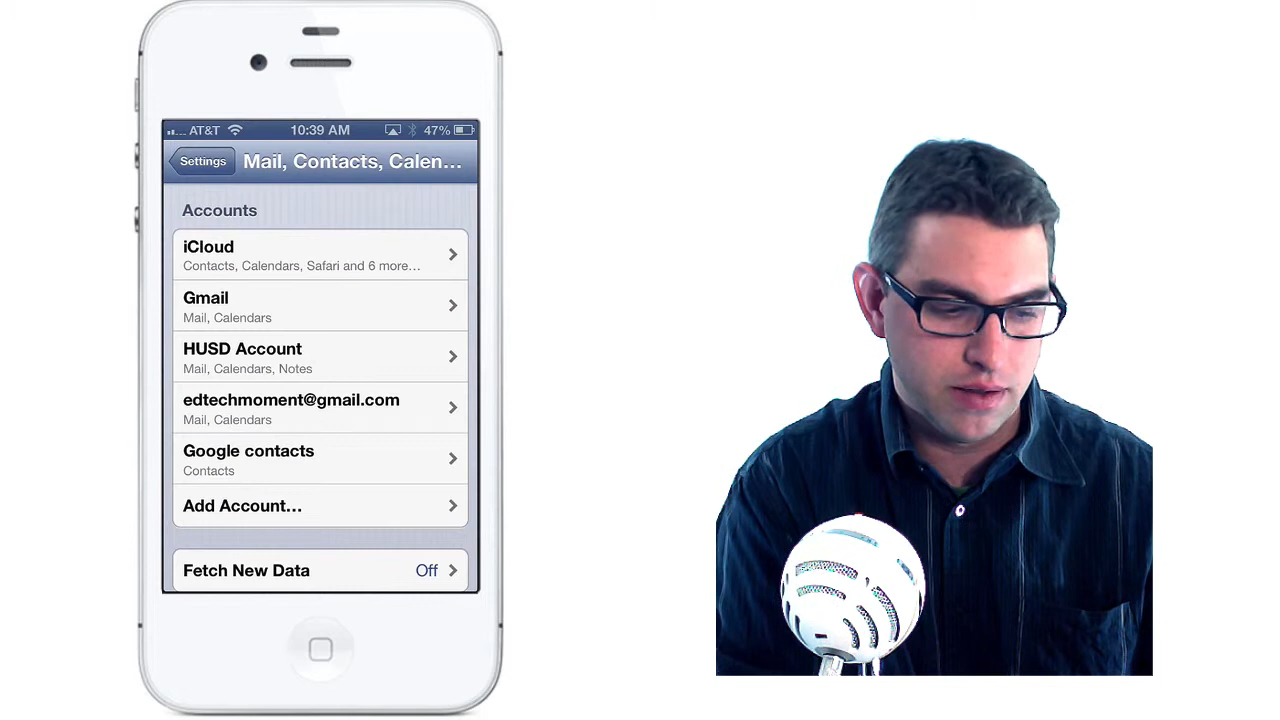 AT&T 10:39 AM 47%
Settings Mail, Contacts, Calen...
Accounts
iCloud
Contacts, Calendars, Safari and 6 more...
Gmail
Mail, Calendars
HUSD Account
Mail, Calendars, Notes
edtechmoment@gmail.com
Mail, Calendars
Google contacts
Contacts
Add Account...
Fetch New Data Off